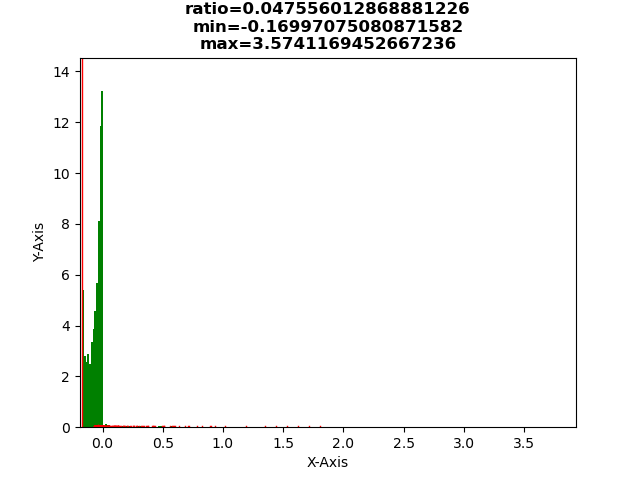 ratio=0.047556012868881226
min=-0.16997075080871582
max=3.5741169452667236
14
12
10
8
6
4
2
0
Y-Axis
0.0 0.5 1.0 1.5 2.0 2.5 3.0 3.5
X-Axis